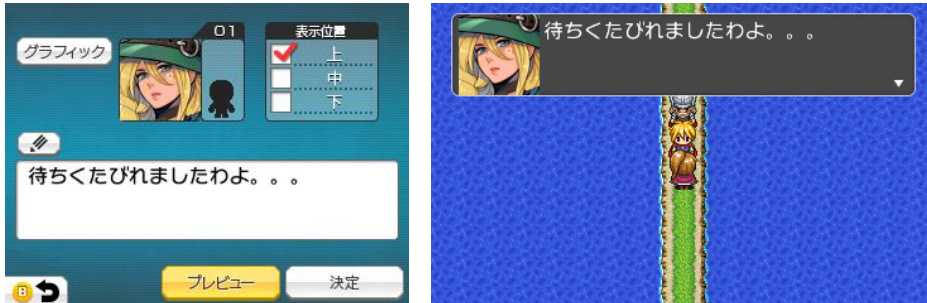 グラフィック
01
表示位置
上
中
下
待ちくたびれましたわよ。。。
プレビュー
決定
B
待ちくたびれましたわよ。。。